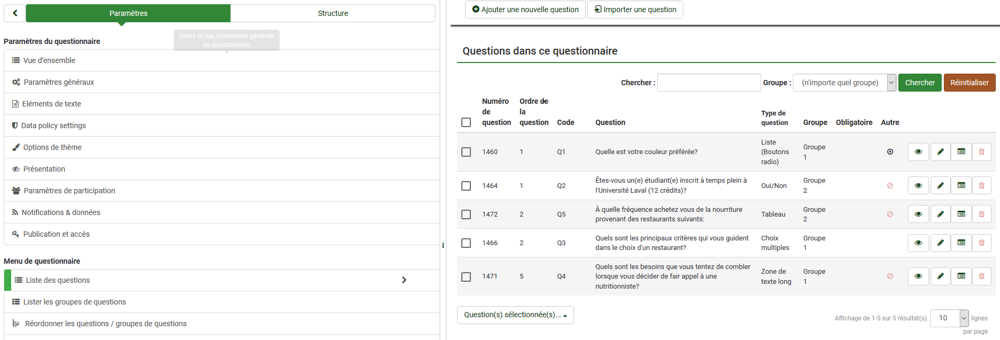 Paramètres
Structure
Ouvrir la vue d'ensemble générale
du questionnaire
Paramètres du questionnaire
Vue d'ensemble
Paramètres généraux
Eléments de texte
Data policy settings
Options de thème
Présentation
Paramètres de participation
Notifications & données
Publication et accès
Menu de questionnaire
Liste des questions
Lister les groupes de questions
Réordonner les questions / groupes de questions
Ajouter une nouvelle question
Importer une question
Questions dans ce questionnaire
Chercher :
Groupe :
(n'importe quel groupe)
Chercher
Réinitialiser
Numéro
de
question
Ordre de
la
question
Code
Question
Type de
question
Groupe
Obligatoire
Autre
1460
1
Q1
Quelle est votre couleur préférée?
Liste
(Boutons
radio)
Groupe
1
1464
1
Q2
Êtes-vous un(e) étudiant(e) inscrit à temps plein à
l'Université Laval (12 crédits)?
Oui/Non
Groupe
2
1472
2
Q5
À quelle fréquence achetez vous de la nourriture
provenant des restaurants suivants:
Tableau
Groupe
2
1466
2
Q3
Quels sont les principaux critères qui vous guident
dans le choix d'un restaurant?
Choix
multiples
Groupe
1
1471
5
Q4
Quels sont les besoins que vous tentez de combler
lorsque vous décider de fair appel à une
nutritionniste?
Zone de
texte long
Groupe
1
Question(s) sélectionnée(s)...
Affichage de 1-5 sur 5 résultat(s).
10
lignes
par page